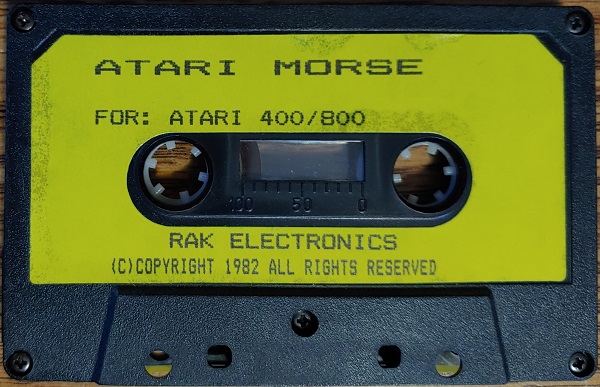 ATARI MORSE
FOR: ATARI 400/800
100 50 0
RAK ELECTRONICS
(C)COPYRIGHT 1982 ALL RIGHTS RESERVED